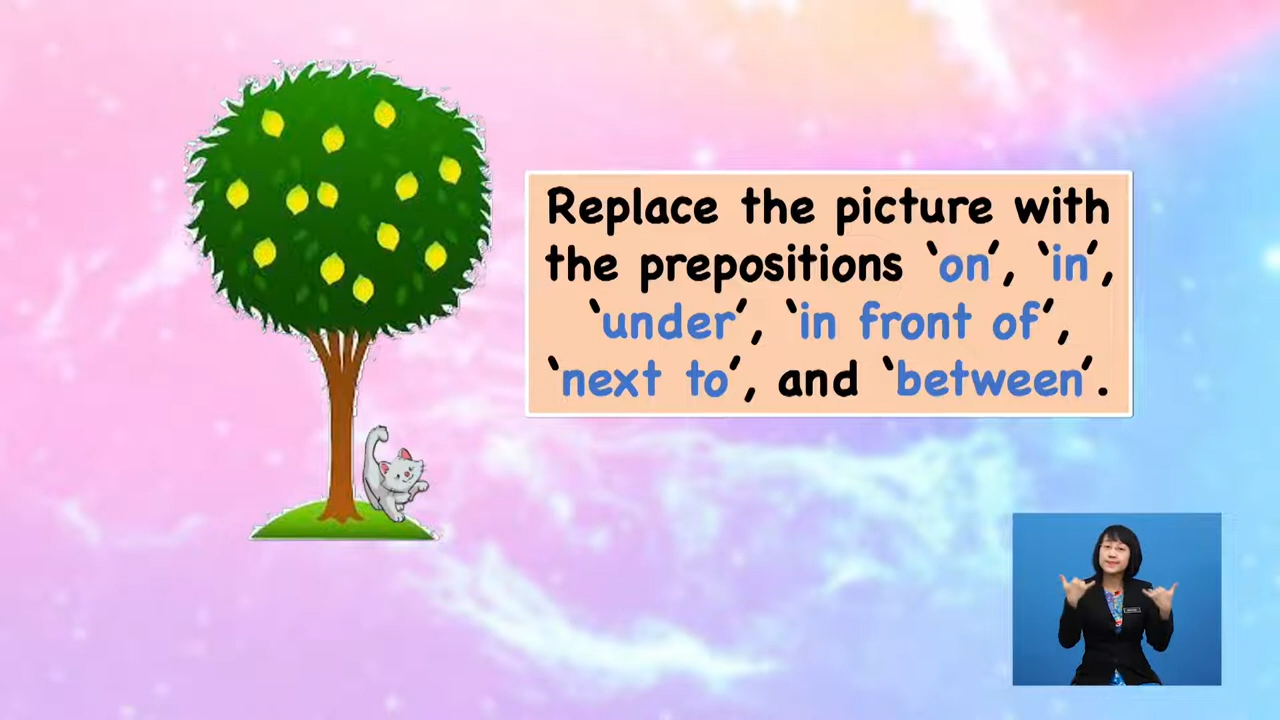 Replace the picture with
the prepositions ‘on’, ‘in’,
‘under’, ‘in front of’,
‘next to’, and ‘between’.